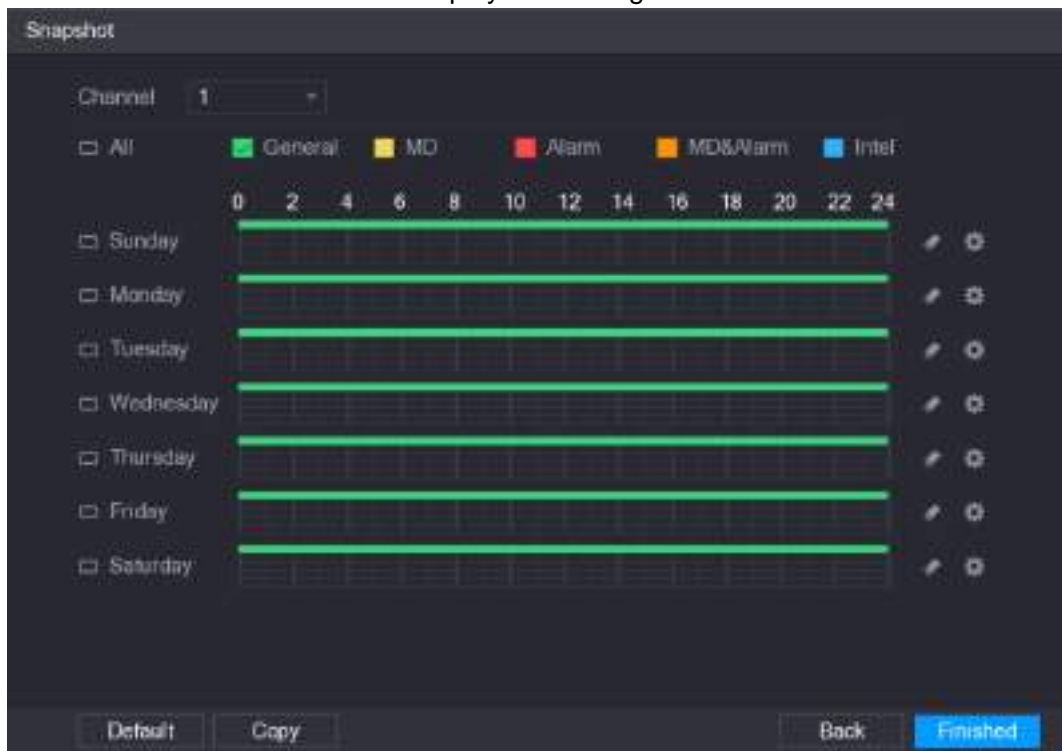 Snapshot
Channel 1
All General MD Alarm MD&Alarm Intel
0 2 4 6 8 10 12 14 16 18 20 22 24
Sunday
Monday
Tuesday
Wednesday
Thursday
Friday
Saturday
Default Copy Back Finished